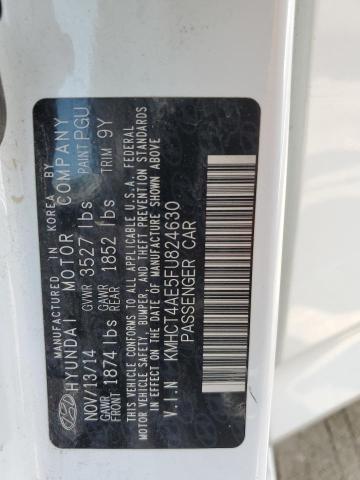 MANUFACTURED IN KOREA BY
HYUNDAI MOTOR COMPANY
NOV/13/14 GVWR 3527 lbs PAINT PGU
GAWR FRONT 1874 lbs GAWR REAR 1852 lbs TRIM 9Y
THIS VEHICLE CONFORMS TO ALL APPLICABLE U.S.A. FEDERAL
MOTOR VEHICLE SAFETY, BUMPER, AND THEFT PREVENTION STANDARDS
IN EFFECT ON THE DATE OF MANUFACTURE SHOWN ABOVE.
V.I.N KMHCT4AE5FU824630
PASSENGER CAR